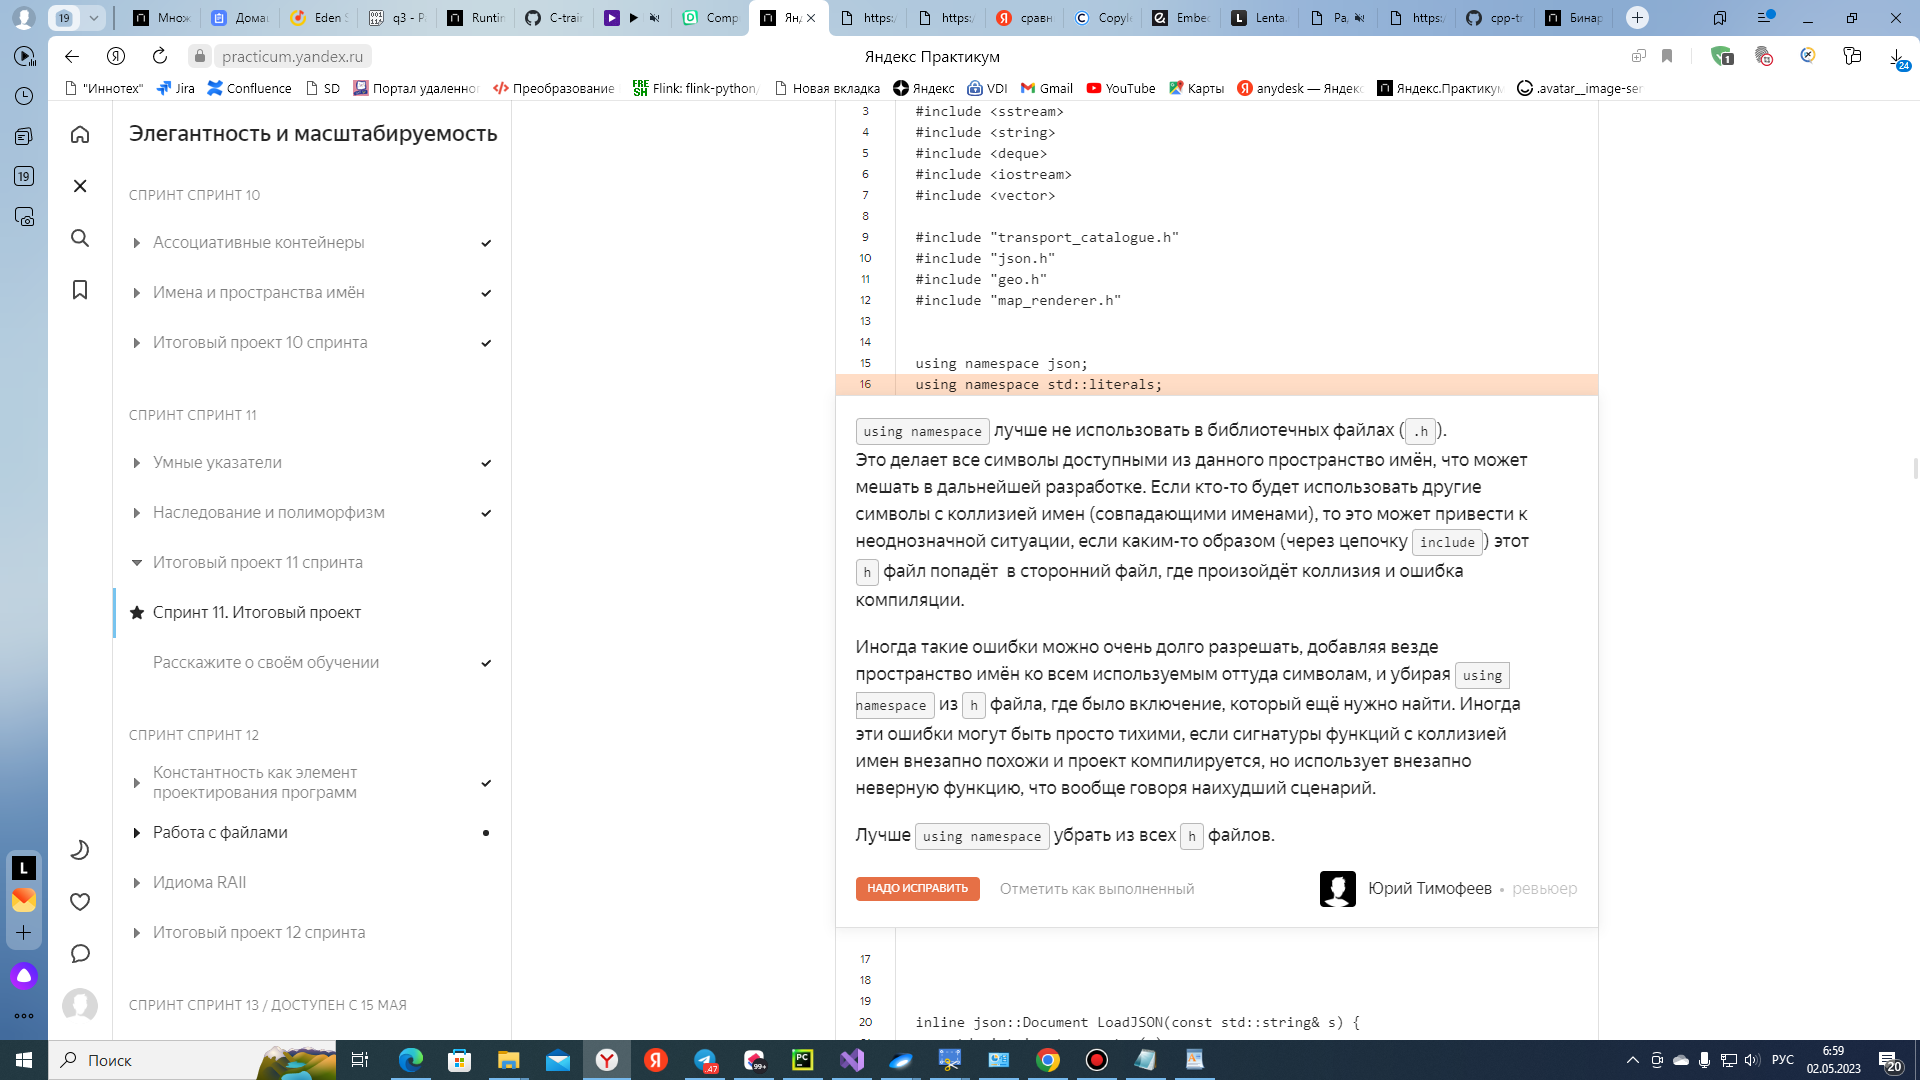 19
Множ
Домаш
Eden S
q3 - Р
Runtin
C-train
Comp
Янд
https:/
https:/
сравн
Copyle
Embed
Lenta.
Ра
https:/
cpp-tr
Бинар
practicum.yandex.ru
Яндекс Практикум
1
24
"Иннотех"
Jira
Confluence
SD
Портал удаленног
Преобразование
Flink: flink-python,
Новая вкладка
Яндекс
VDI
Gmail
YouTube
Карты
anydesk — Яндекс
Яндекс.Практикум
.avatar__image-ser
19
Элегантность и масштабируемость
СПРИНТ СПРИНТ 10
Ассоциативные контейнеры
Имена и пространства имён
Итоговый проект 10 спринта
СПРИНТ СПРИНТ 11
Умные указатели
Наследование и полиморфизм
Итоговый проект 11 спринта
Спринт 11. Итоговый проект
Расскажите о своём обучении
СПРИНТ СПРИНТ 12
Константность как элемент
проектирования программ
Работа с файлами
Идиома RAII
Итоговый проект 12 спринта
СПРИНТ СПРИНТ 13 / ДОСТУПЕН С 15 МАЯ
3 #include <sstream>
4 #include <string>
5 #include <deque>
6 #include <iostream>
7 #include <vector>
8
9 #include "transport_catalogue.h"
10 #include "json.h"
11 #include "geo.h"
12 #include "map_renderer.h"
13
14
15 using namespace json;
16 using namespace std::literals;
using namespace лучше не использовать в библиотечных файлах ( .h ).
Это делает все символы доступными из данного пространство имён, что может
мешать в дальнейшей разработке. Если кто-то будет использовать другие
символы с коллизией имен (совпадающими именами), то это может привести к
неоднозначной ситуации, если каким-то образом (через цепочку include ) этот
h файл попадёт в сторонний файл, где произойдёт коллизия и ошибка
компиляции.
Иногда такие ошибки можно очень долго разрешать, добавляя везде
пространство имён ко всем используемым оттуда символам, и убирая using
namespace из h файла, где было включение, который ещё нужно найти. Иногда
эти ошибки могут быть просто тихими, если сигнатуры функций с коллизией
имен внезапно похожи и проект компилируется, но использует внезапно
неверную функцию, что вообще говоря наихудший сценарий.
Лучше using namespace убрать из всех h файлов.
НАДО ИСПРАВИТЬ
Отметить как выполненный
Юрий Тимофеев • ревьюер
17
18
19
20 inline json::Document LoadJSON(const std::string& s) {
L
Поиск
.47
99+
PC
РУС
6:59
02.05.2023
20